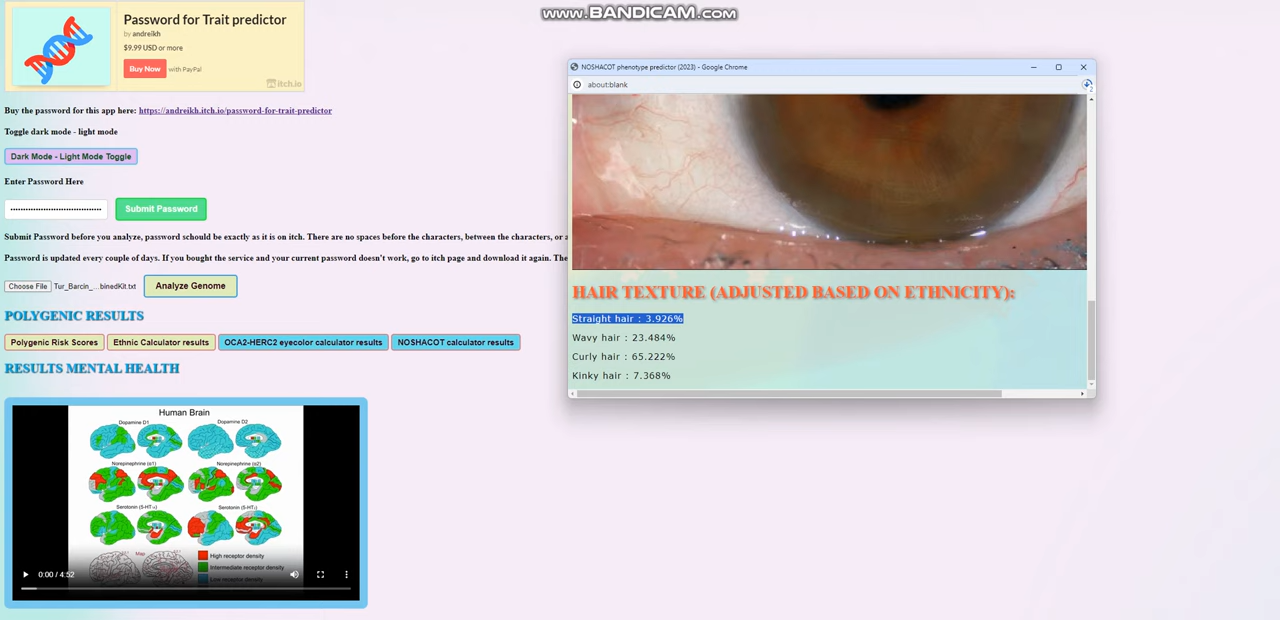 www.BANDICAM.com
Password for Trait predictor
by andreikh
$9.99 USD or more
Buy Now with PayPal
itch.io
Buy the password for this app here: https://andreikh.itch.io/password-for-trait-predictor
Toggle dark mode - light mode
Dark Mode - Light Mode Toggle
Enter Password Here
Submit Password
Submit Password before you analyze, password schould be exactly as it is on itch. There are no spaces before the characters, between the characters, or a
Password is updated every couple of days. If you bought the service and your current password doesn't work, go to itch page and download it again. The
Choose File Tur_Barcin_...binedKit.txt Analyze Genome
POLYGENIC RESULTS
Polygenic Risk Scores Ethnic Calculator results OCA2-HERC2 eyecolor calculator results NOSHACOT calculator results
RESULTS MENTAL HEALTH
Human Brain
Dopamine D1 Dopamine D2
Norepinephrine (α1) Norepinephrine (α2)
Map
High receptor density
Intermediate receptor density
Low receptor density
0:00 / 4:52
NOSHACOT phenotype predictor (2023) - Google Chrome
about:blank
HAIR TEXTURE (ADJUSTED BASED ON ETHNICITY):
Straight hair : 3.926%
Wavy hair : 23.484%
Curly hair : 65.222%
Kinky hair : 7.368%